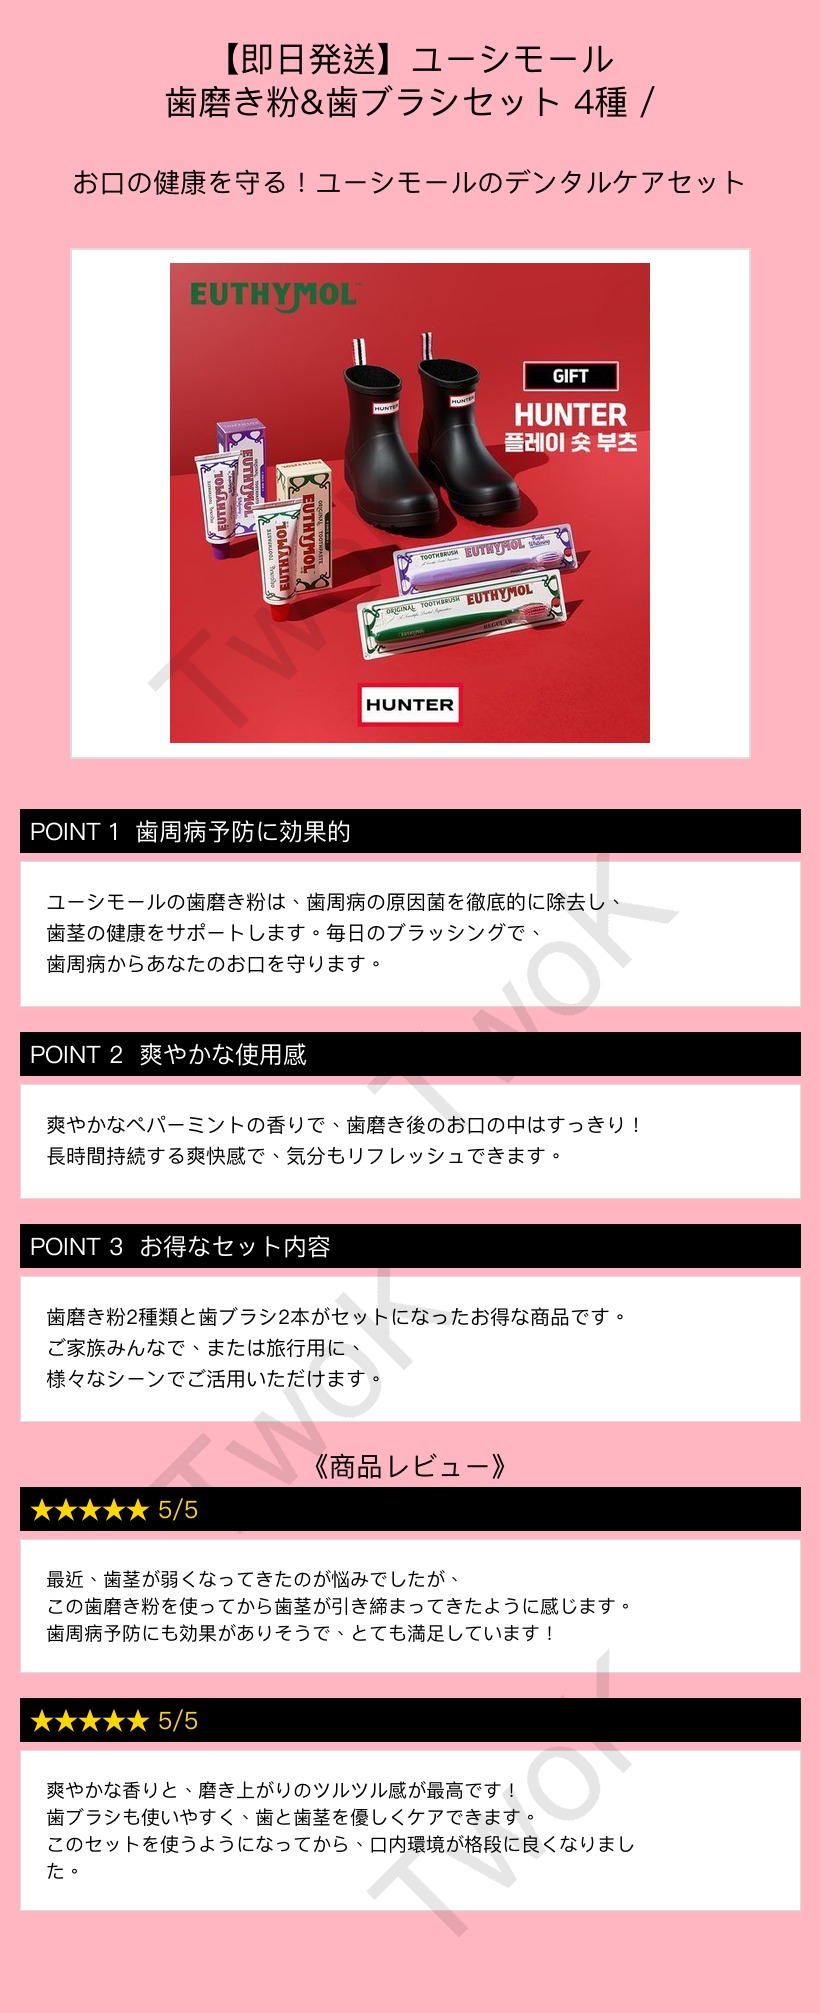 【即日発送】ユーシモール
歯磨き粉&歯ブラシセット 4種 /
お口の健康を守る！ユーシモールのデンタルケアセット
EUTHYMOL
GIFT
HUNTER
플레이 숏 부츠
HUNTER
HUNTER
EUTHYMOL
EUTHYMOL
EUTHYMOL
ORIGINAL TOOTHPASTE
EUTHYMOL
TOOTHPASTE
TOOTHBRUSH EUTHYMOL
ORIGINAL TOOTHBRUSH EUTHYMOL
REGULAR
HUNTER
POINT 1 歯周病予防に効果的
ユーシモールの歯磨き粉は、歯周病の原因菌を徹底的に除去し、
歯茎の健康をサポートします。毎日のブラッシングで、
歯周病からあなたのお口を守ります。
POINT 2 爽やかな使用感
爽やかなペパーミントの香りで、歯磨き後のお口の中はすっきり！
長時間持続する爽快感で、気分もリフレッシュできます。
POINT 3 お得なセット内容
歯磨き粉2種類と歯ブラシ2本がセットになったお得な商品です。
ご家族みんなで、または旅行用に、
様々なシーンでご活用いただけます。
《商品レビュー》
★★★★★ 5/5
最近、歯茎が弱くなってきたのが悩みでしたが、
この歯磨き粉を使ってから歯茎が引き締まってきたように感じます。
歯周病予防にも効果がありそうで、とても満足しています！
★★★★★ 5/5
爽やかな香りと、磨き上がりのツルツル感が最高です！
歯ブラシも使いやすく、歯と歯茎を優しくケアできます。
このセットを使うようになってから、口内環境が格段に良くなりまし
た。
TwoK
TwoK
TwoK
TwoK